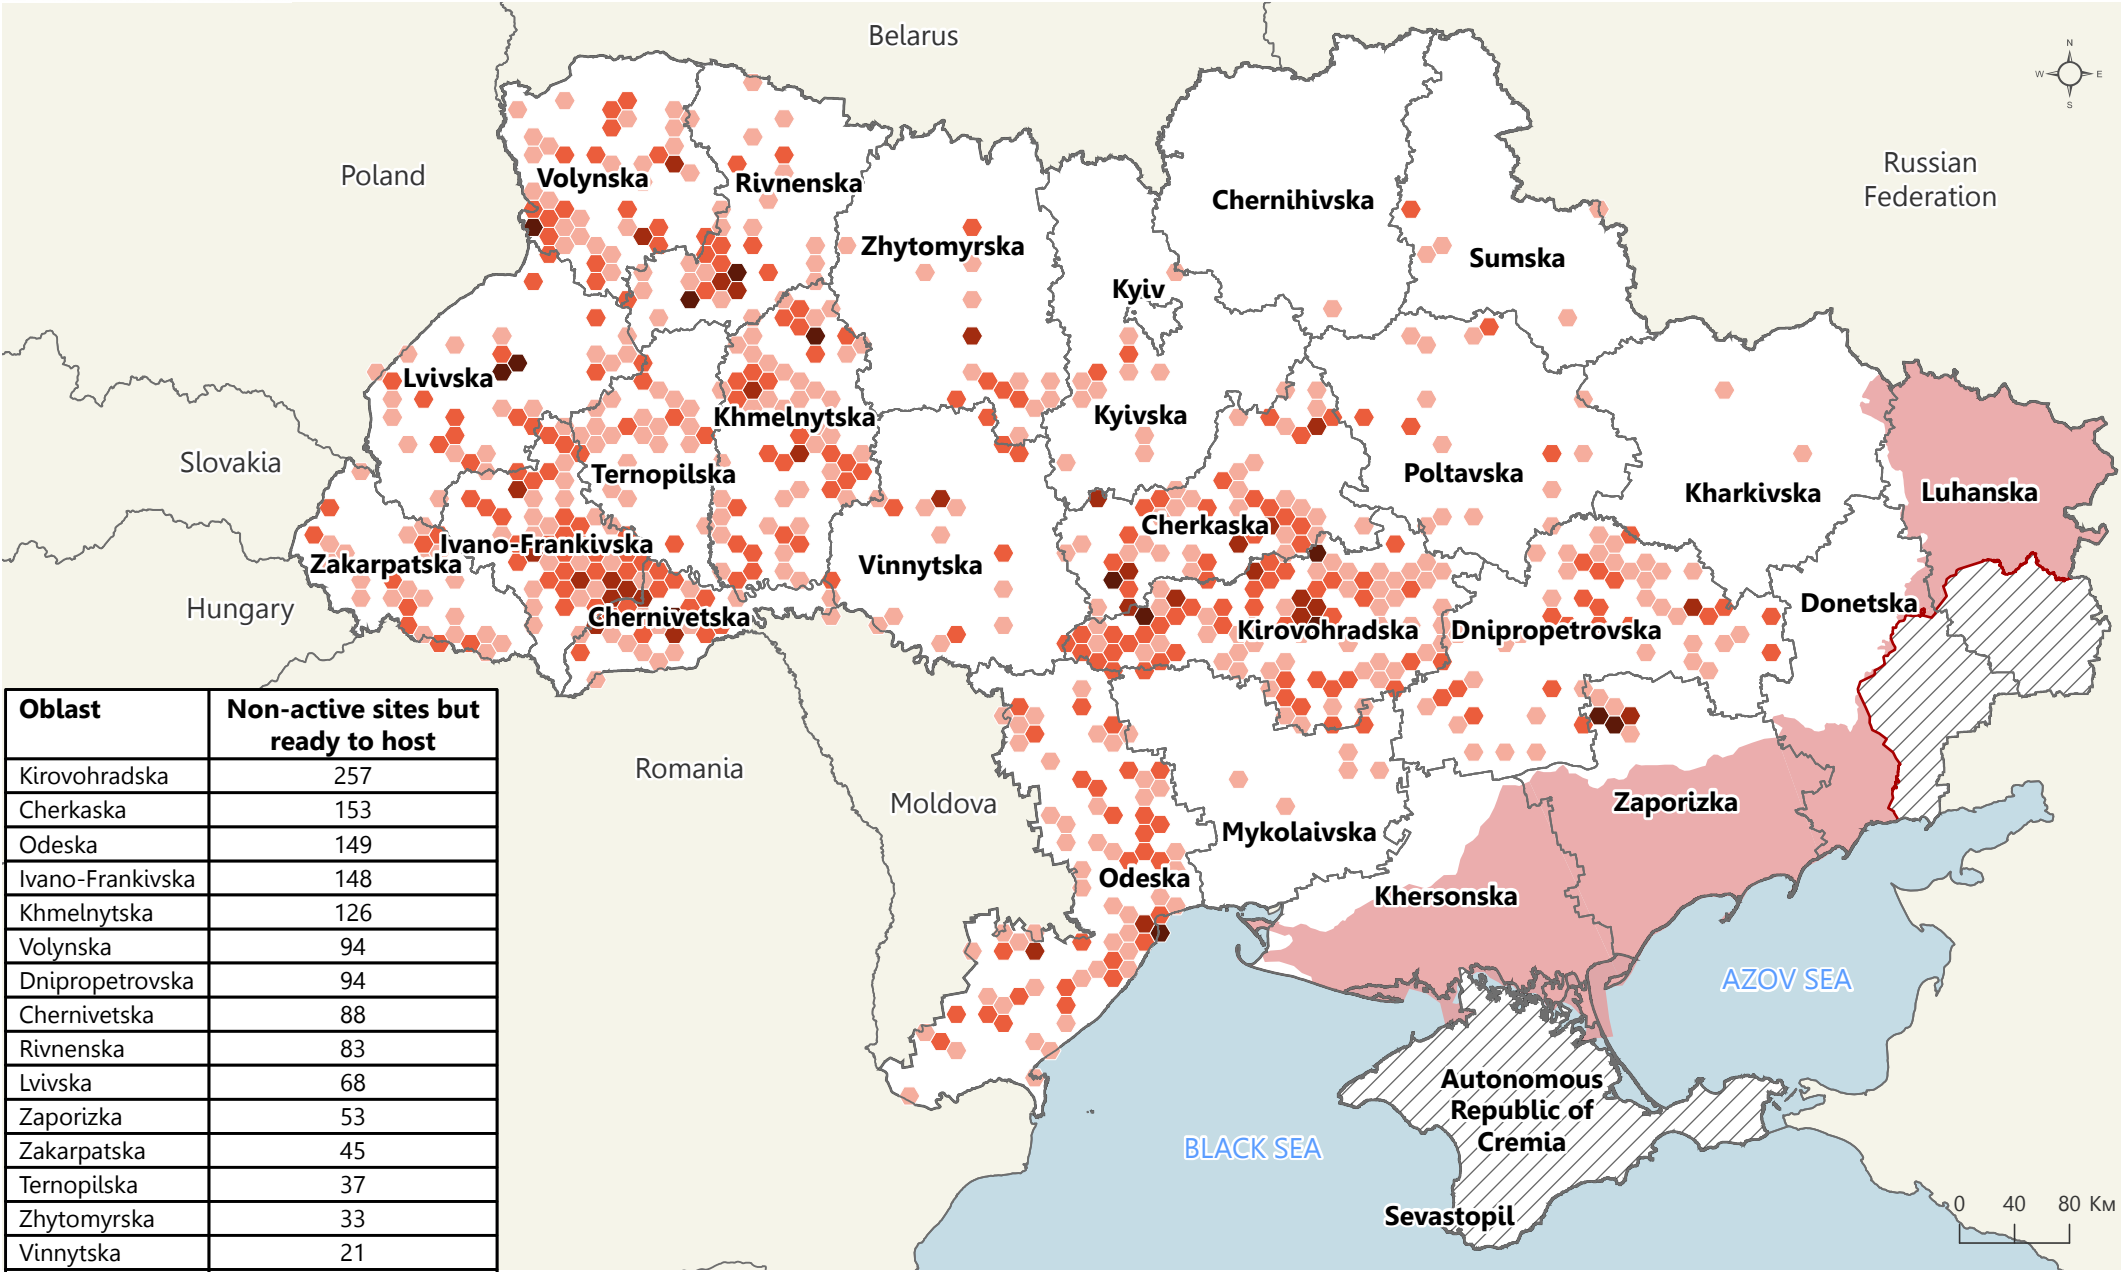 Belarus
N
W E
S
Poland
Russian
Federation
Volynska
Rivnenska
Chernihivska
Zhytomyrska
Sumska
Kyiv
Lvivska
Khmelnytska
Kyivska
Slovakia
Ternopilska
Poltavska
Kharkivska
Luhanska
Cherkaska
Ivano-Frankivska
Zakarpatska
Vinnytska
Hungary
Chernivetska
Kirovohradska
Dnipropetrovska
Donetska
Romania
Moldova
Mykolaivska
Zaporizka
Odeska
Khersonska
AZOV SEA
Autonomous
Republic of
Cremia
BLACK SEA
Sevastopil
0 40 80 Км
Oblast Non-active sites but
ready to host
Kirovohradska 257
Cherkaska 153
Odeska 149
Ivano-Frankivska 148
Khmelnytska 126
Volynska 94
Dnipropetrovska 94
Chernivetska 88
Rivnenska 83
Lvivska 68
Zaporizka 53
Zakarpatska 45
Ternopilska 37
Zhytomyrska 33
Vinnytska 21